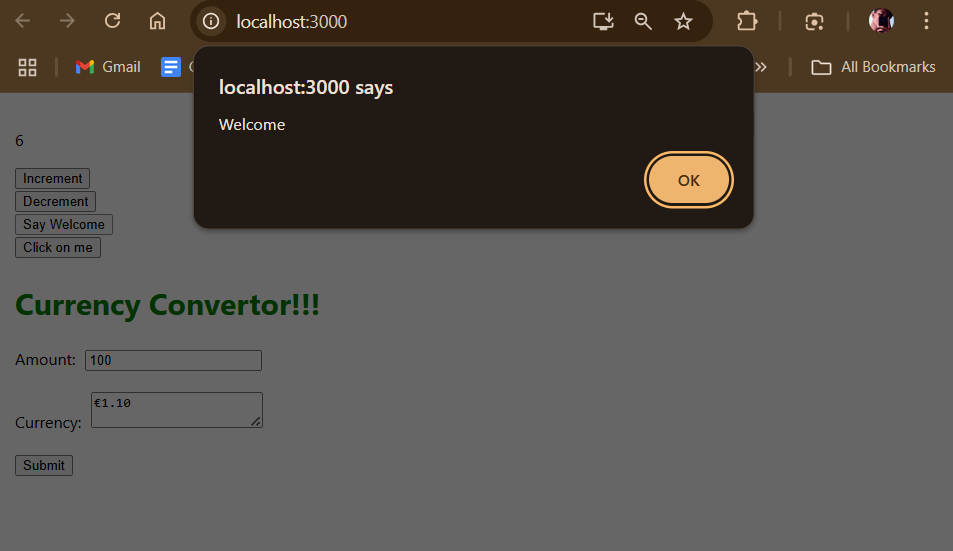 localhost:3000
Gmail
All Bookmarks
localhost:3000 says
Welcome
OK
6
Increment
Decrement
Say Welcome
Click on me
Currency Convertor!!!
Amount: 100
Currency: €1.10
Submit